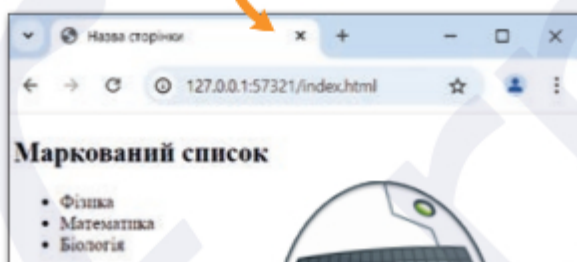 Назва сторінки
127.0.0.1:57321/index.html
Маркований список
Фізика
Математика
Біологія